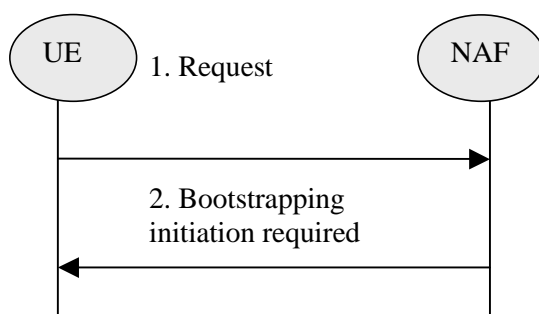 UE
NAF
1. Request
2. Bootstrapping
initiation required